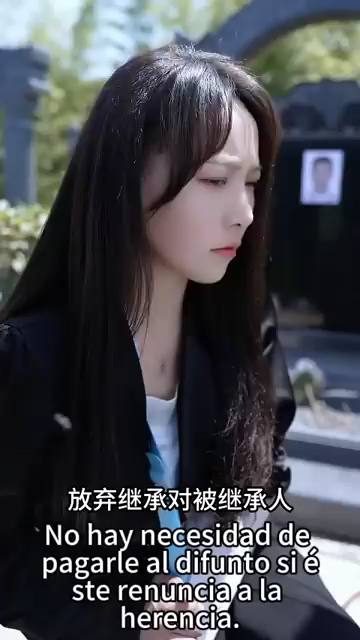 放弃继承对被继承人
No hay necesidad de
pagarle al difunto si é
ste renuncia a la
herencia.